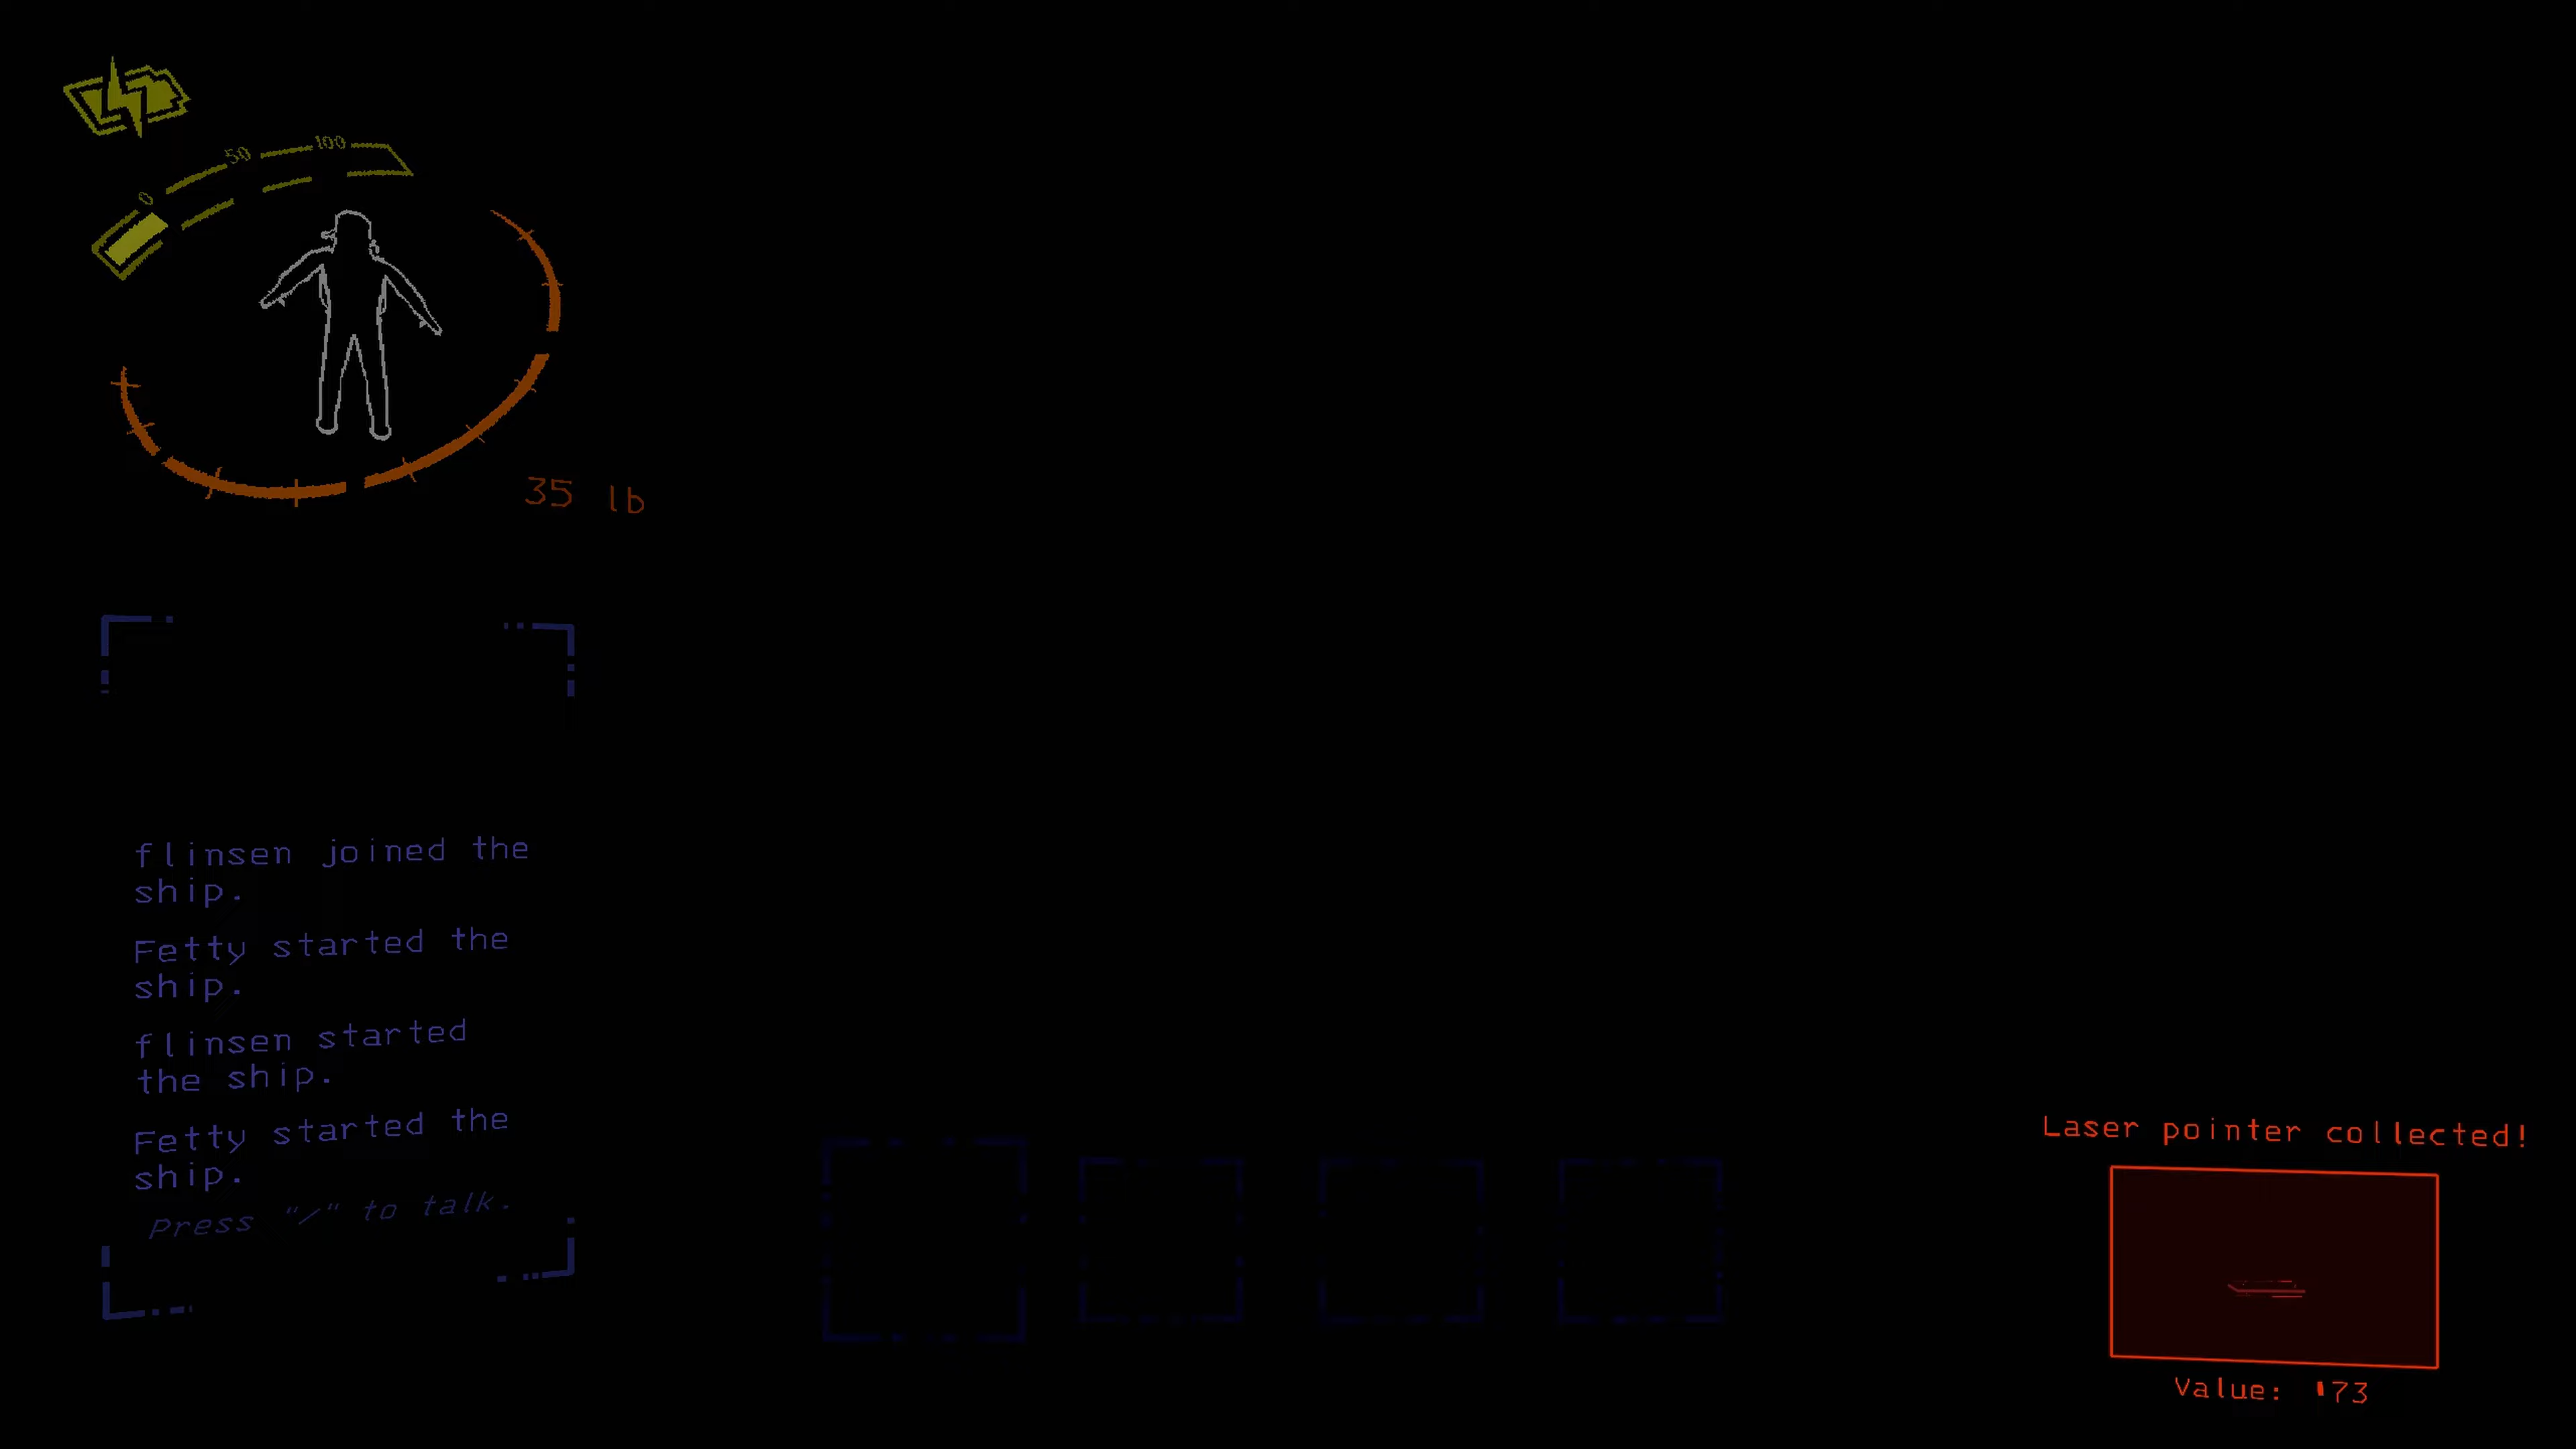 0 50 100
35 lb
flinsen joined the
ship.
Fetty started the
ship.
flinsen started
the ship.
Fetty started the
ship.
Press "/" to talk.
Laser pointer collected!
Value: ▮73